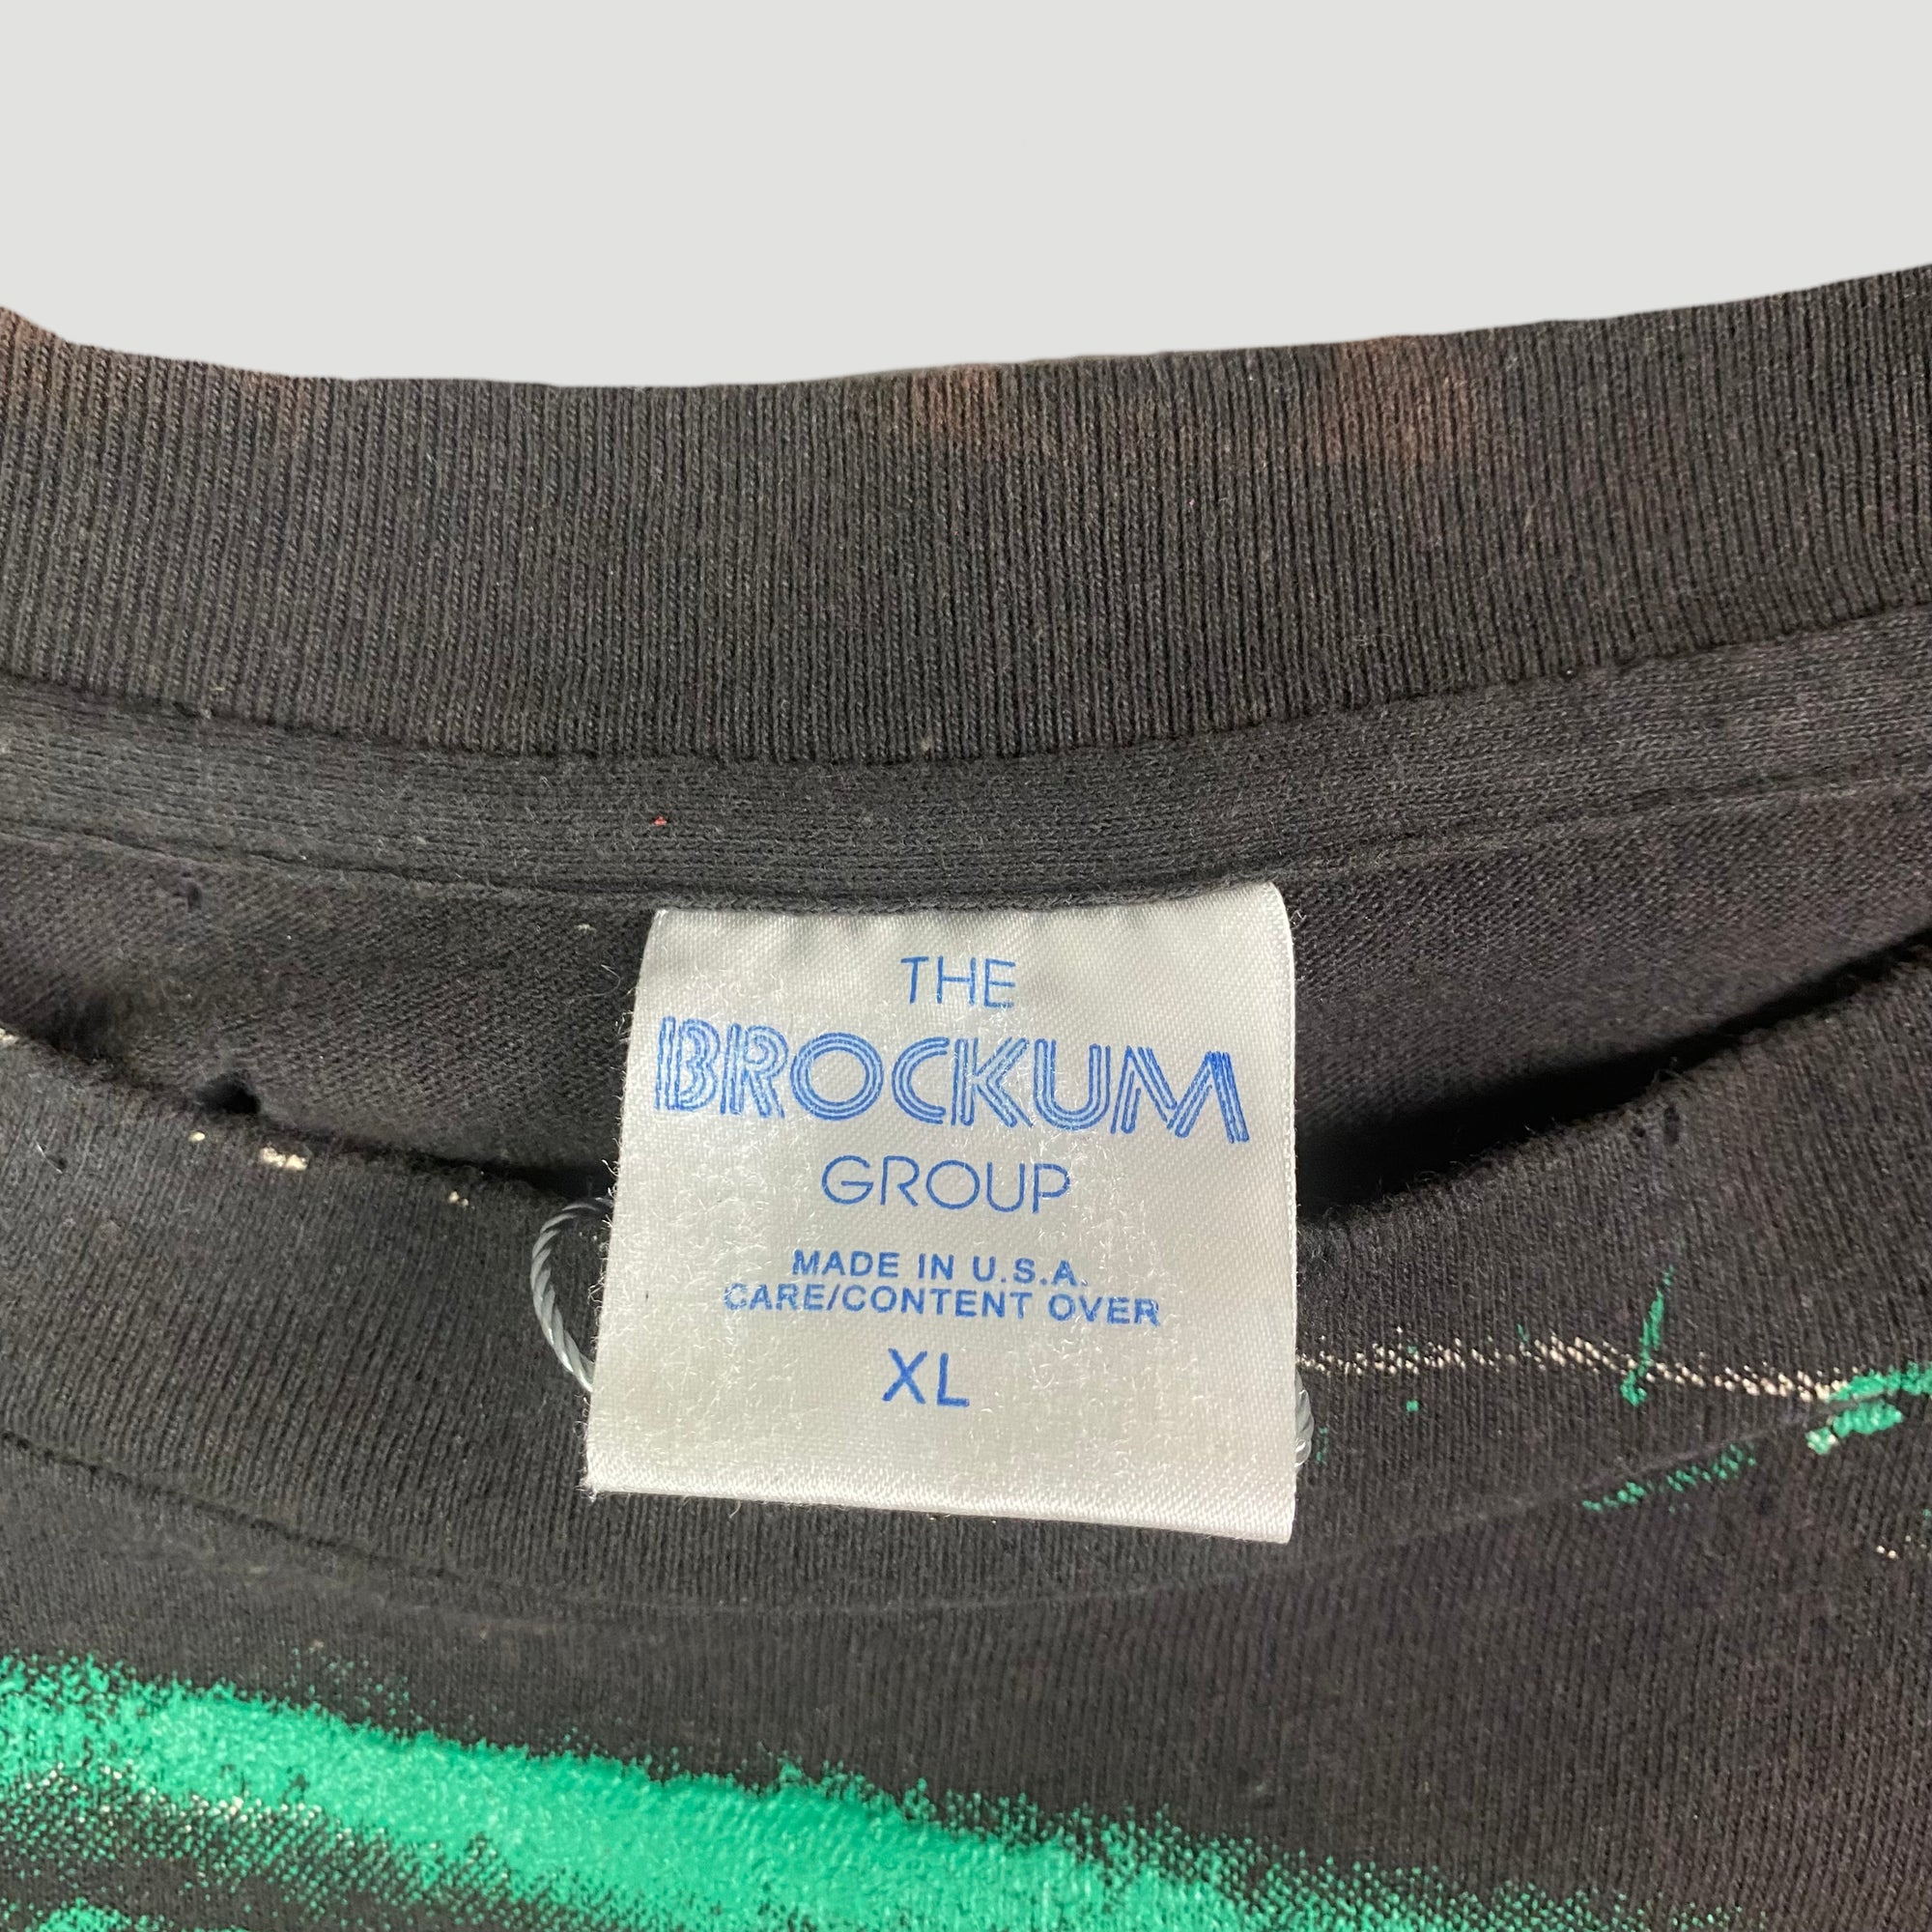 THE
BROCKUM
GROUP
MADE IN U.S.A.
CARE/CONTENT OVER
XL